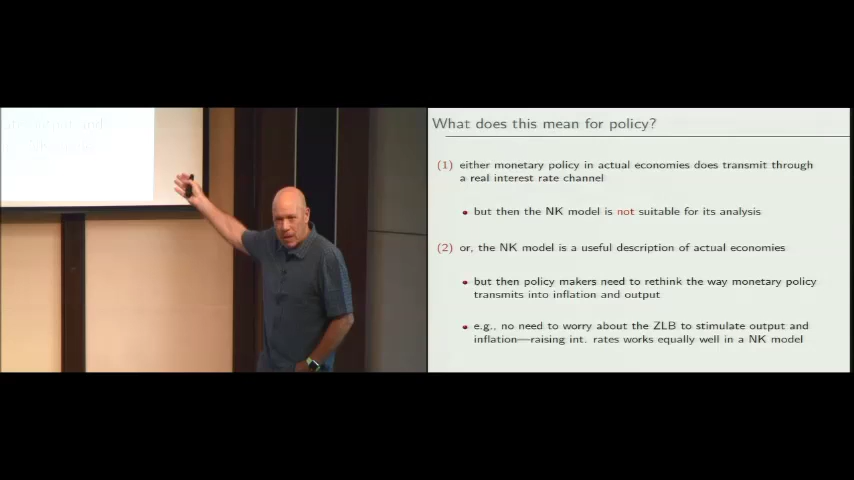 What does this mean for policy?
(1) either monetary policy in actual economies does transmit through
a real interest rate channel
• but then the NK model is not suitable for its analysis
(2) or, the NK model is a useful description of actual economies
• but then policy makers need to rethink the way monetary policy
transmits into inflation and output
• e.g., no need to worry about the ZLB to stimulate output and
inflation—raising int. rates works equally well in a NK model